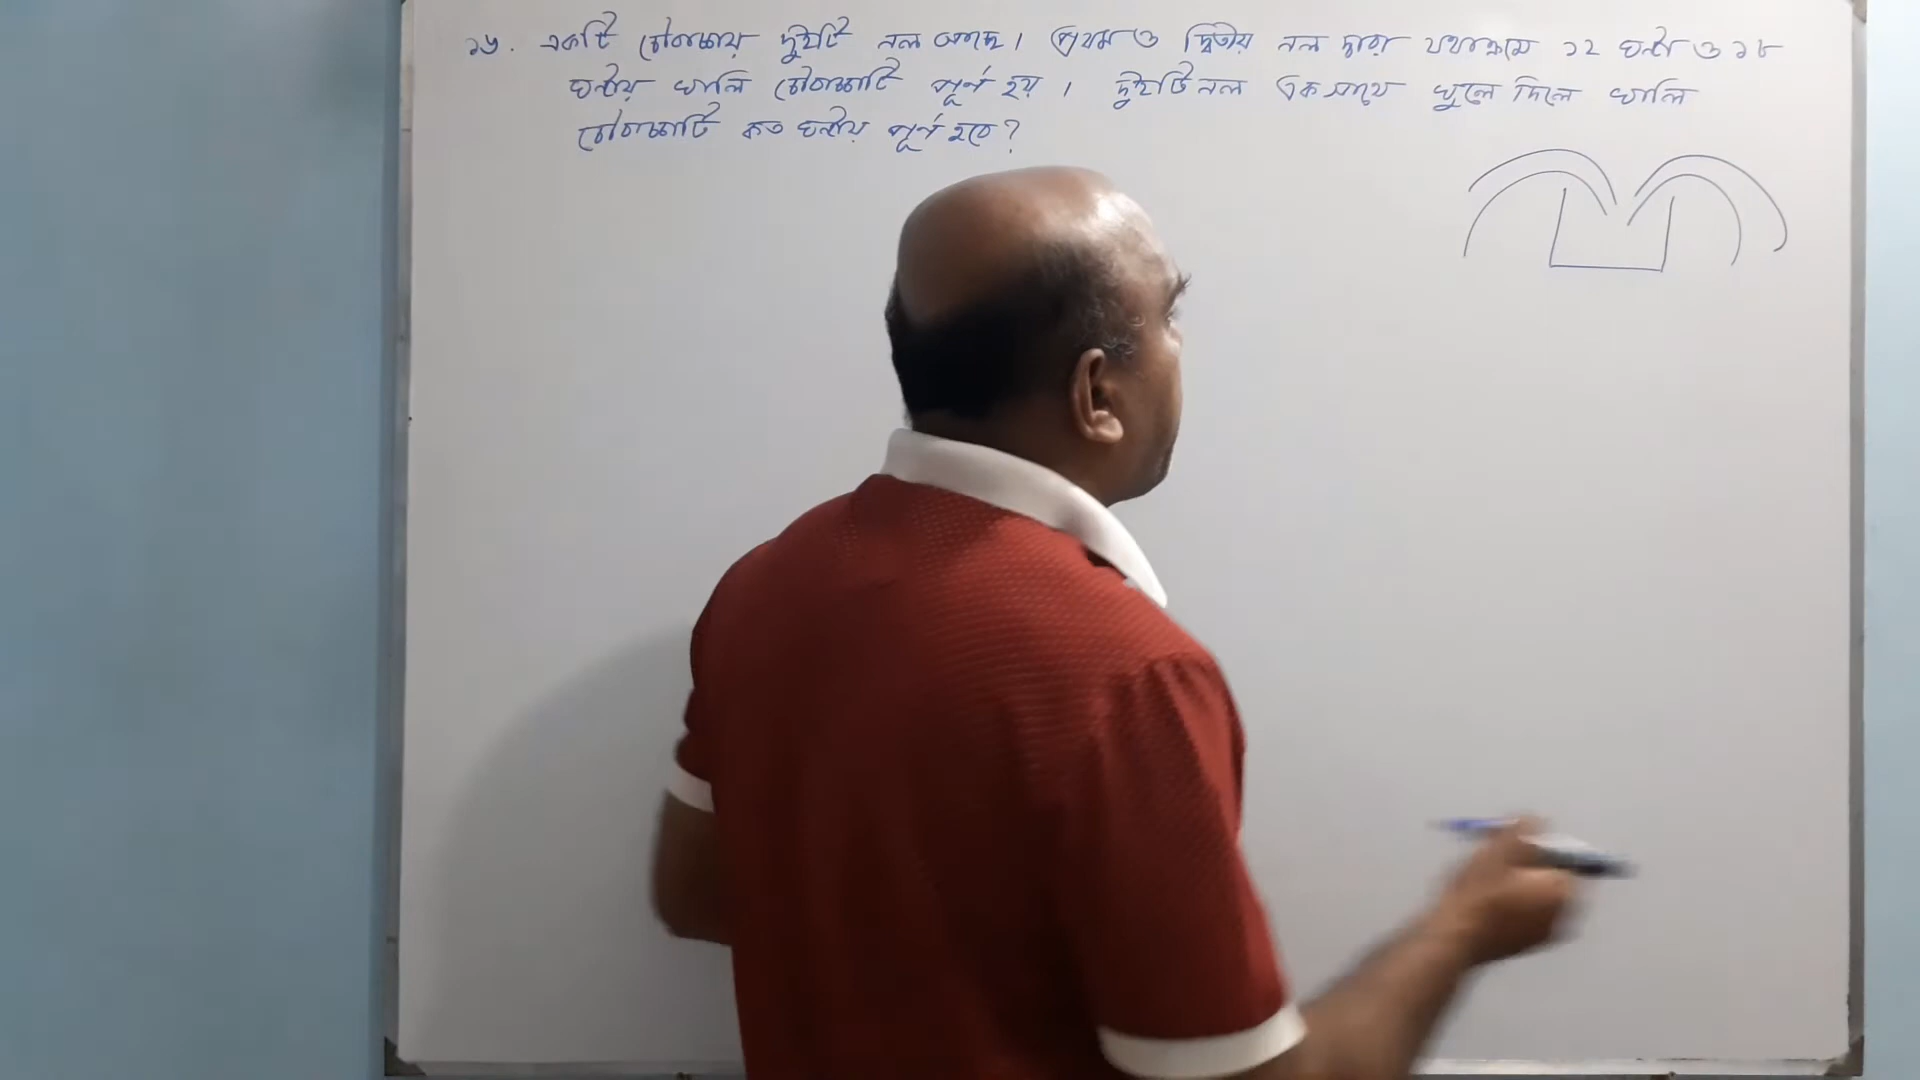 ১৬. একটি চৌবাচ্চায় দুইটি নল আছে। প্রথম ও দ্বিতীয় নল দ্বারা যথাক্রমে ১২ ঘন্টা ও ১৮
ঘন্টায় খালি চৌবাচ্চাটি পূর্ন হয়। দুইটি নল একসাথে খুলে দিলে খালি
চৌবাচ্চাটি কত ঘন্টায় পূর্ন হবে?